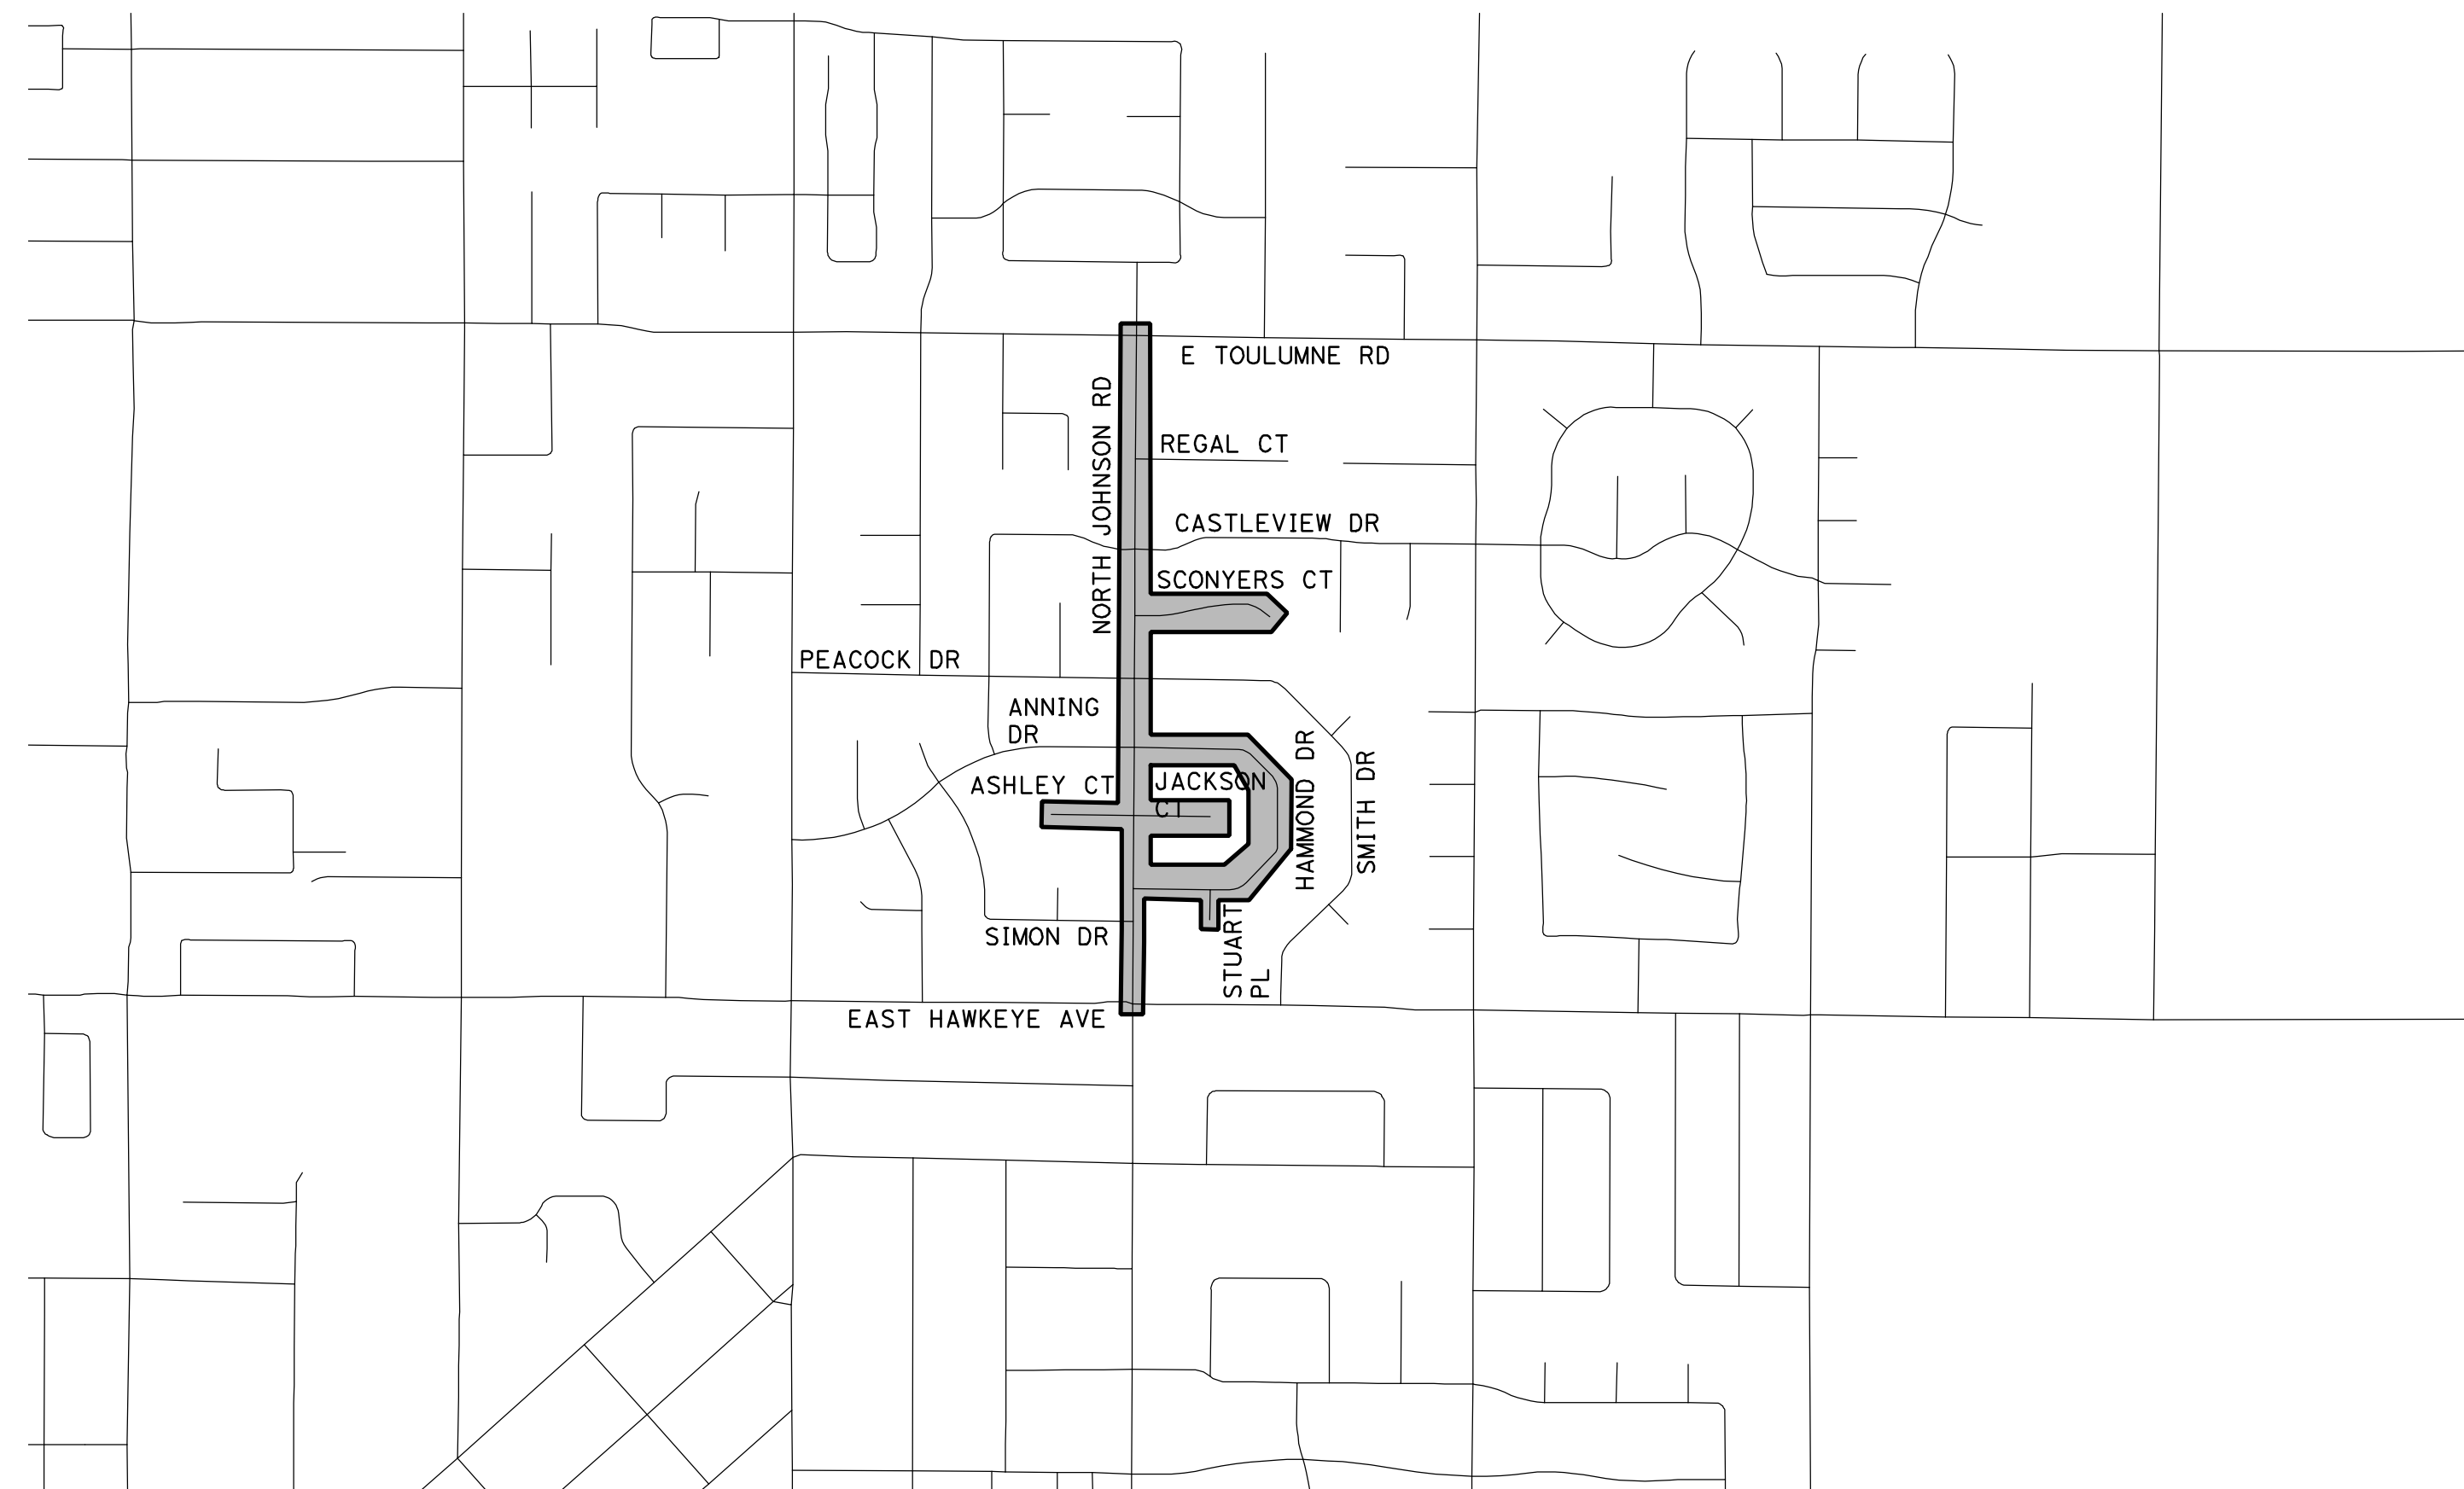 E TOULUMNE RD
NORTH JOHNSON RD
REGAL CT
CASTLEVIEW DR
SCONYERS CT
PEACOCK DR
ANNING
DR
ASHLEY CT
JACKSON
CT
HAMMOND DR
SMITH DR
SIMON DR
STUART
PL
EAST HAWKEYE AVE